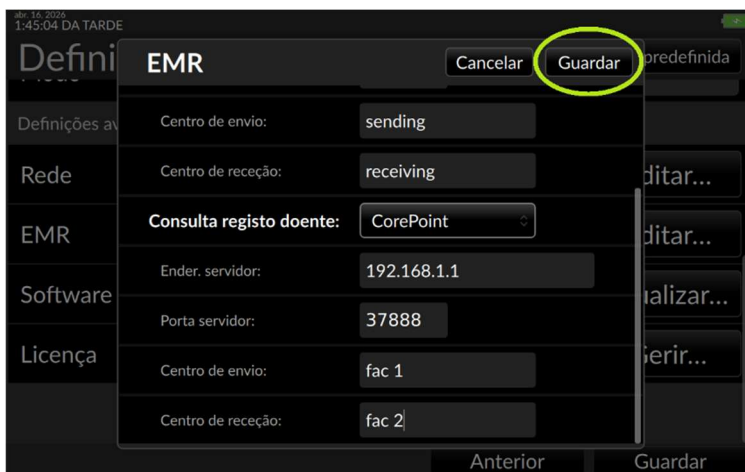 abr. 16, 2026
1:45:04 DA TARDE
Defini
predefinida
EMR
Cancelar
Guardar
Definições av
Centro de envio:
sending
Centro de receção:
receiving
Rede
ditar...
Consulta registo doente:
CorePoint
EMR
ditar...
Ender. servidor:
192.168.1.1
Software
ualizar...
Porta servidor:
37888
Licença
Gerir...
Centro de envio:
fac 1
Centro de receção:
fac 2
Anterior
Guardar